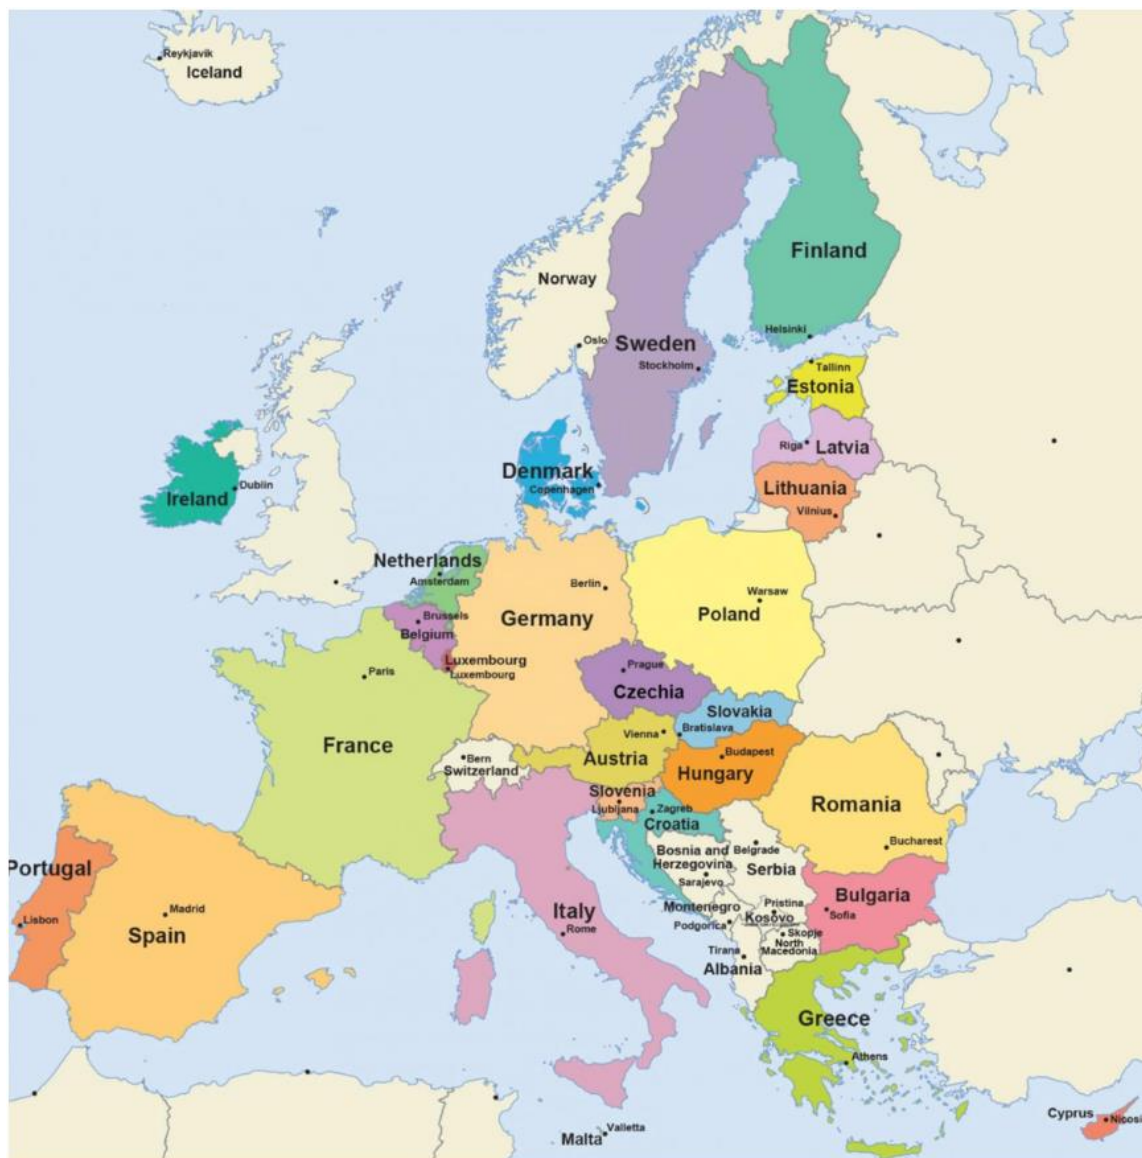 Reykjavik
Iceland
Finland
Norway
Helsinki
Oslo
Sweden
Stockholm
Tallinn
Estonia
Riga
Latvia
Denmark
Copenhagen
Lithuania
Vilnius
Dublin
Ireland
Netherlands
Amsterdam
Berlin
Warsaw
Poland
Germany
Brussels
Belgium
Luxembourg
Luxembourg
Paris
Prague
Czechia
Slovakia
Bratislava
Vienna
Austria
France
Bern
Switzerland
Budapest
Hungary
Slovenia
Ljubljana
Zagreb
Croatia
Romania
Bucharest
Bosnia and
Herzegovina
Sarajevo
Belgrade
Serbia
Portugal
Lisbon
Madrid
Spain
Italy
Rome
Montenegro
Podgorica
Pristina
Kosovo
Bulgaria
Sofia
Skopje
North
Macedonia
Tirana
Albania
Greece
Athens
Malta
Valletta
Cyprus
Nicosi